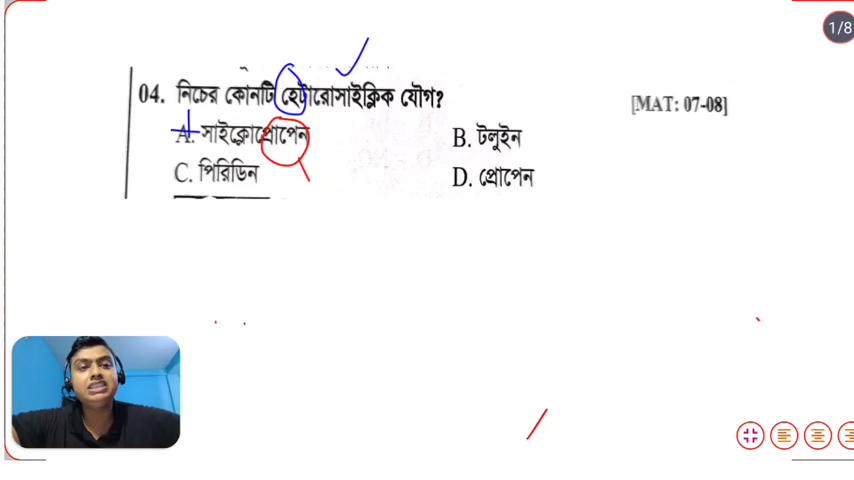 1/8
04. নিচের কোনটি হেটারোসাইক্লিক যৌগ?
[MAT: 07-08]
A. সাইক্লোপ্রোপেন
B. টলুইন
C. পিরিডিন
D. প্রোপেন